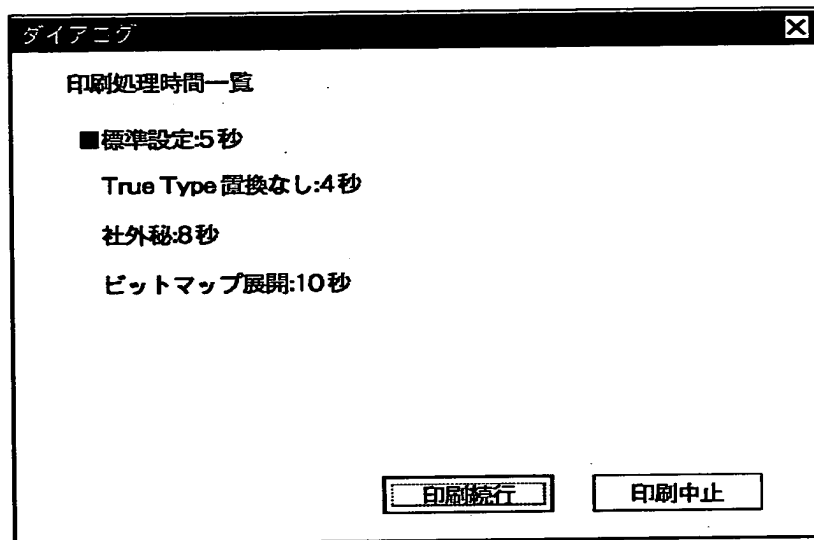 ダイアログ
印刷処理時間一覧
■標準設定:5秒
True Type 置換なし:4秒
社外秘:8秒
ビットマップ展開:10秒
印刷続行
印刷中止